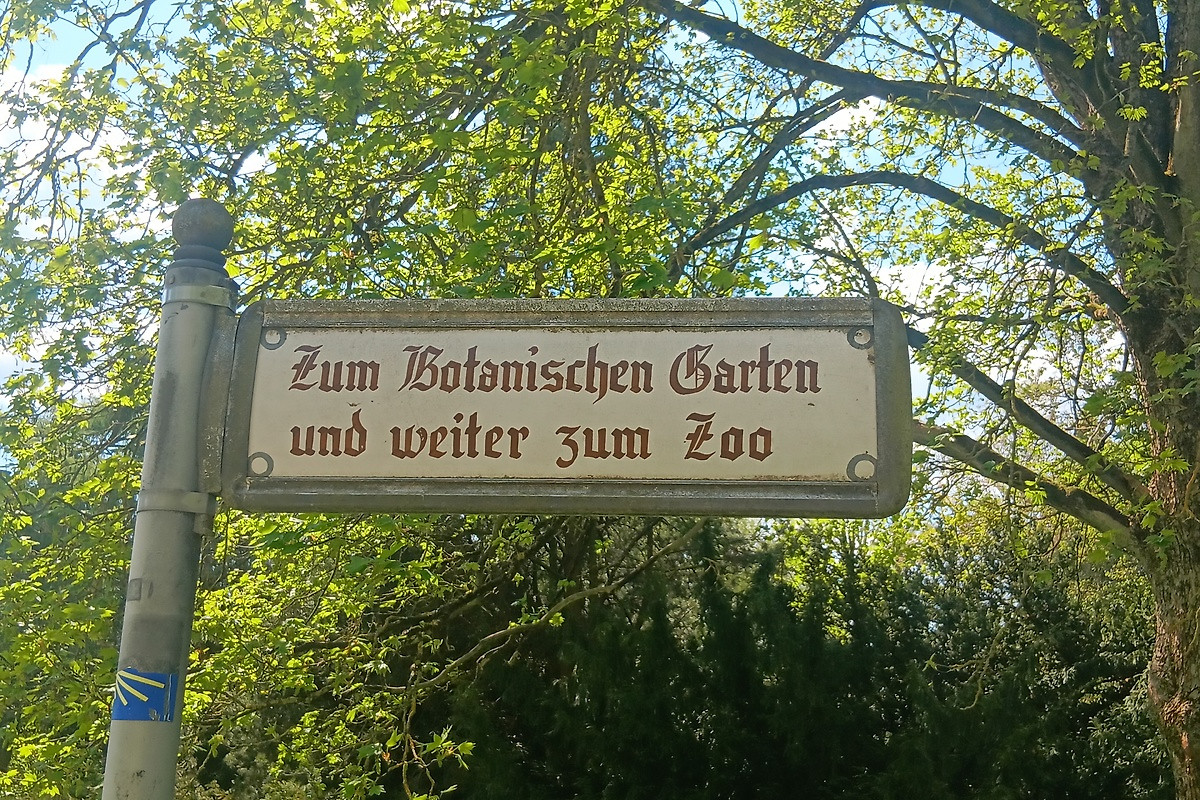 Zum Botanischen Garten
und weiter zum Zoo